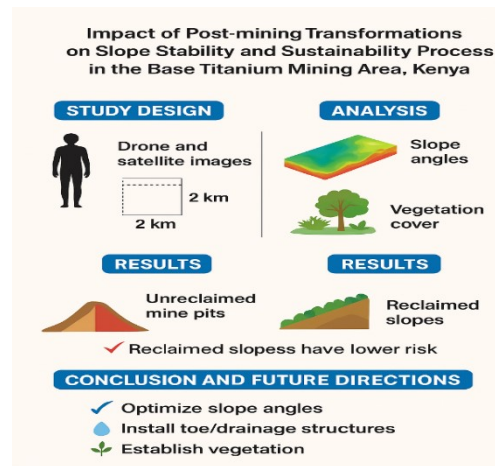 Impact of Post-mining Transformations
on Slope Stability and Sustainability Process
in the Base Titanium Mining Area, Kenya
STUDY DESIGN
Drone and
satellite images
2 km
2 km
ANALYSIS
Slope
angles
Vegetation
cover
RESULTS
Unreclaimed
mine pits
RESULTS
Reclaimed
slopes
Reclaimed slopess have lower risk
CONCLUSION AND FUTURE DIRECTIONS
Optimize slope angles
Install toe/drainage structures
Establish vegetation